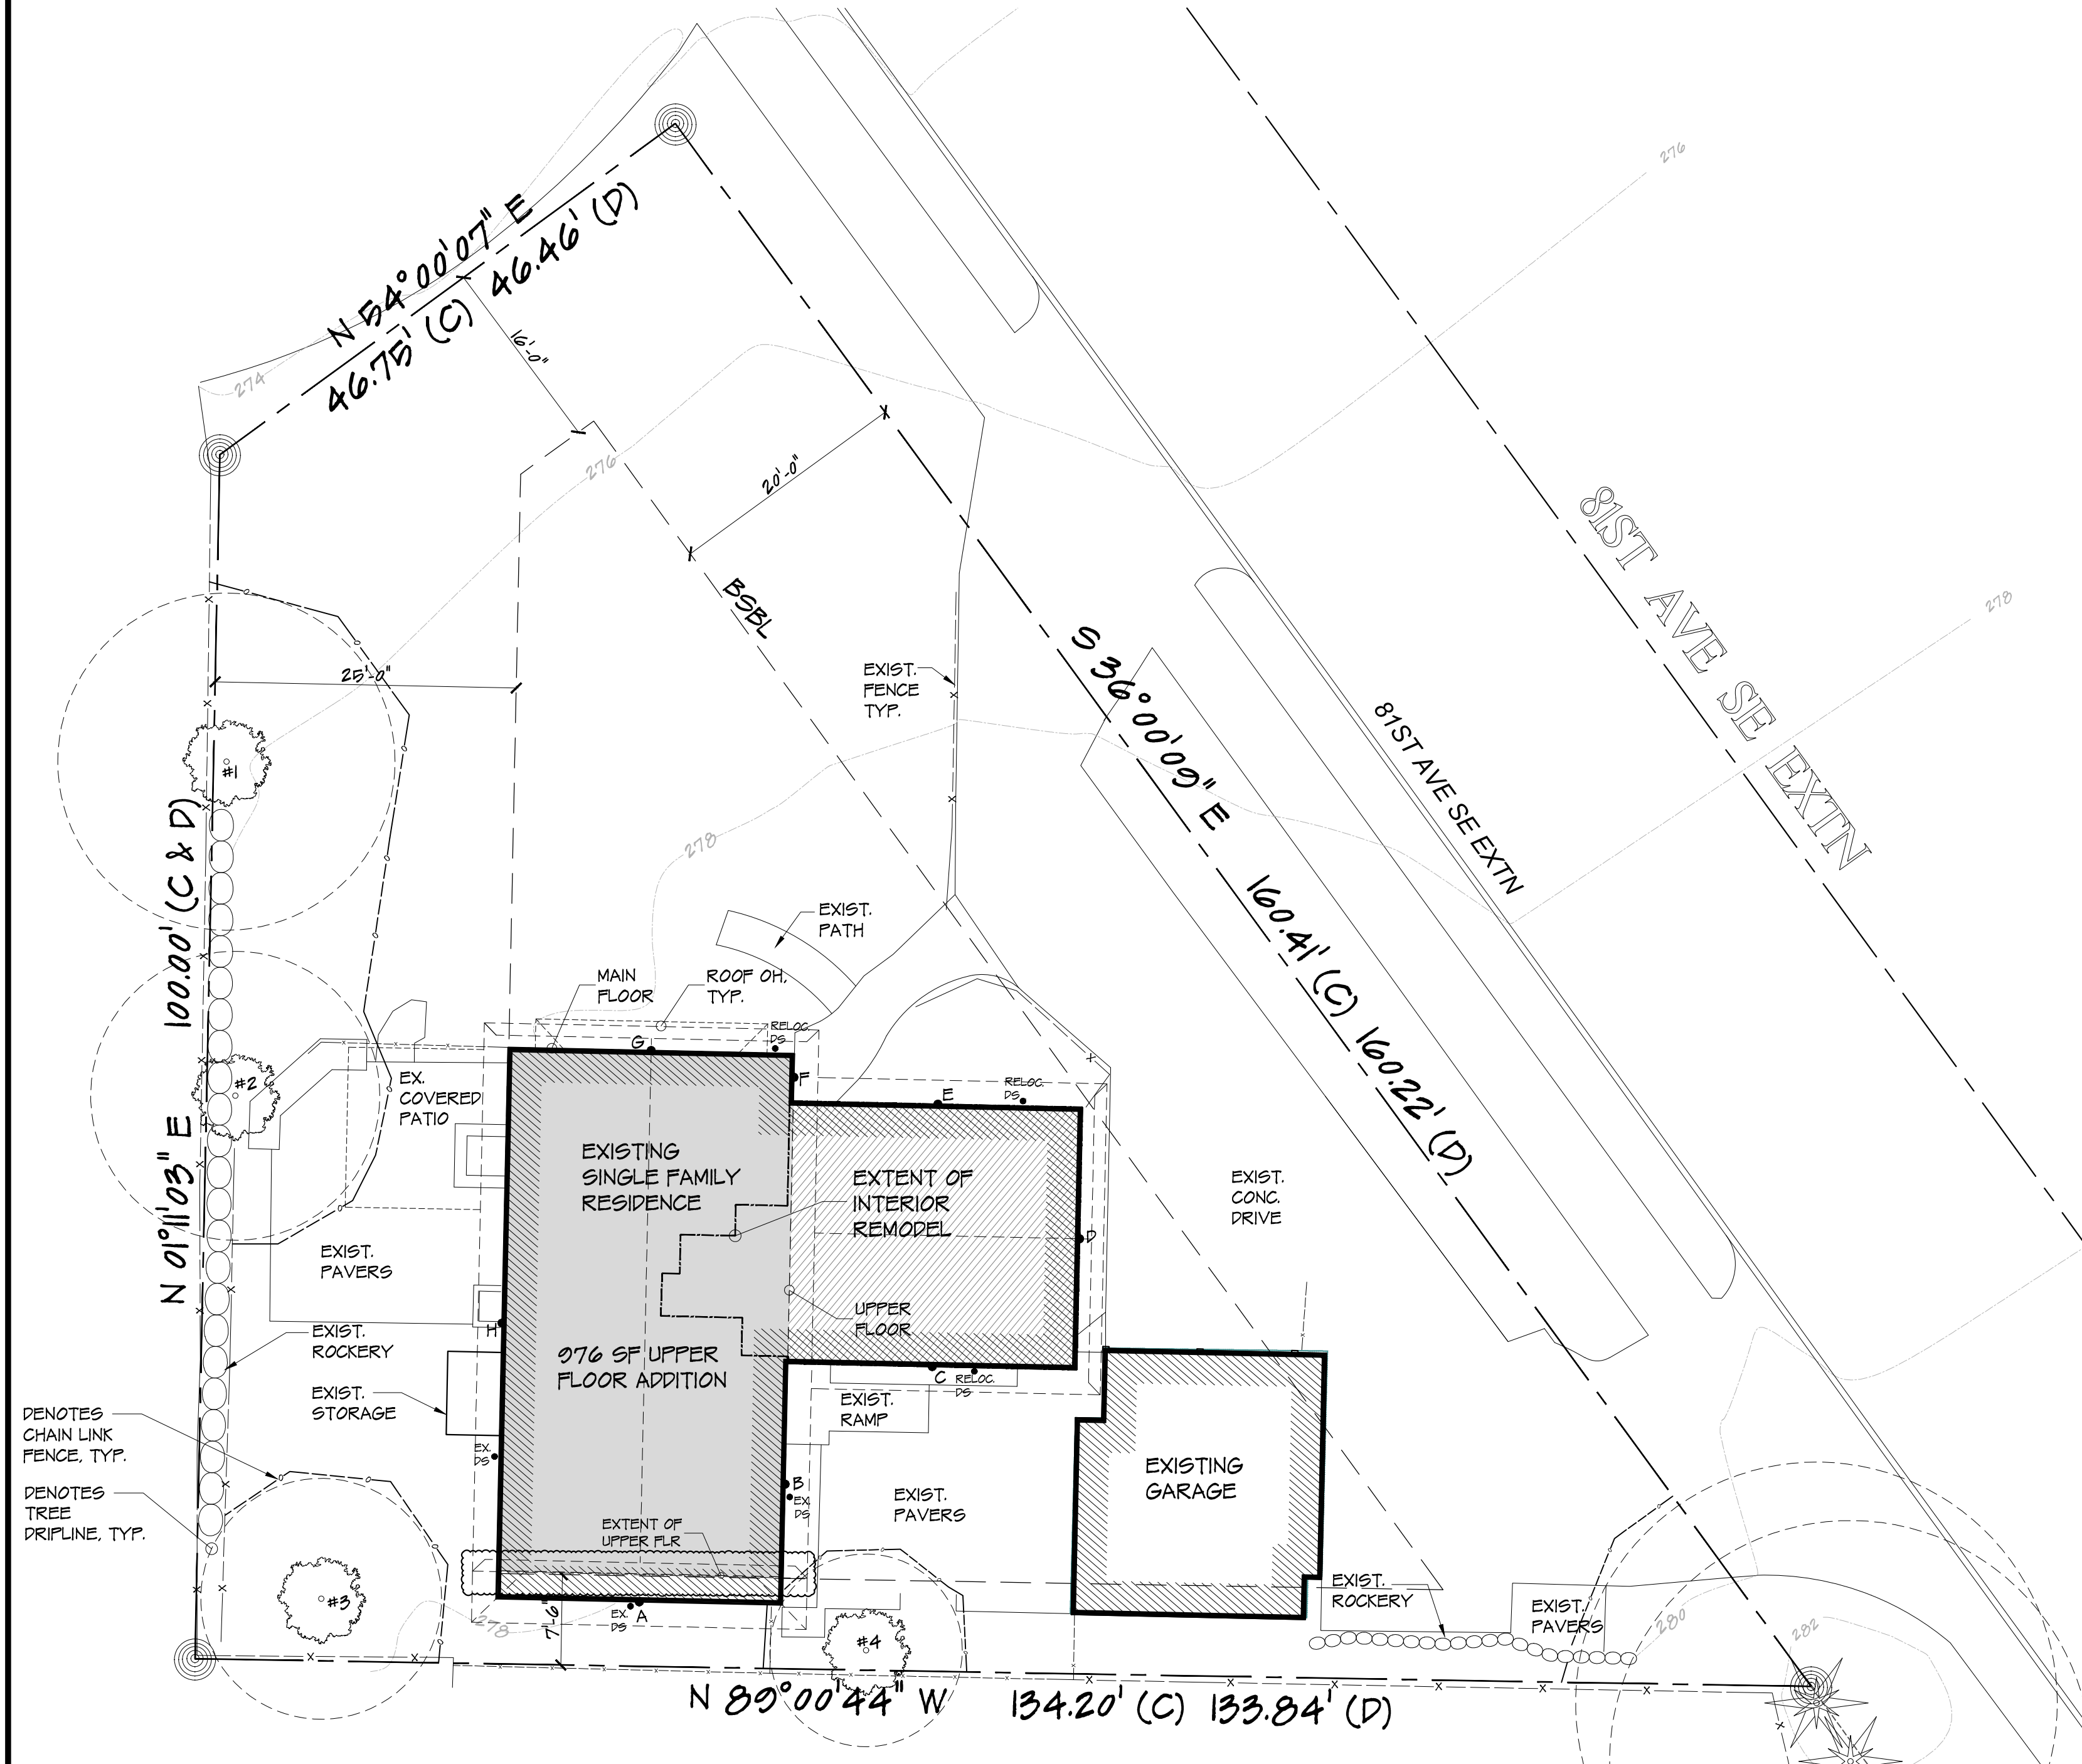 276
N 54°00'07" E
46.75' (C) 46.46' (D)
16'-0"
274
276
20'-0"
81ST AVE SE EXTN
278
BSBL
25'-0"
EXIST.
FENCE
TYP.
S 36°00'09" E 160.41' (C) 160.22' (D)
81ST AVE SE EXTN
#1
278
N 01°11'03" E 100.00' (C & D)
EXIST.
PATH
MAIN
FLOOR
ROOF OH,
TYP.
RELOC.
DS
G
F
#2
EX.
COVERED
PATIO
E
RELOC.
DS
EXISTING
SINGLE FAMILY
RESIDENCE
EXTENT OF
INTERIOR
REMODEL
EXIST.
CONC.
DRIVE
D
EXIST.
PAVERS
UPPER
FLOOR
H
EXIST.
ROCKERY
976 SF UPPER
FLOOR ADDITION
C
RELOC.
DS
EXIST.
STORAGE
EXIST.
RAMP
DENOTES
CHAIN LINK
FENCE, TYP.
EX.
DS
EXISTING
GARAGE
B
EX.
DS
EXIST.
PAVERS
DENOTES
TREE
DRIPLINE, TYP.
EXTENT OF
UPPER FLR
#3
EX.
DS
A
7'-6"
278
#4
EXIST.
ROCKERY
EXIST.
PAVERS
280
282
N 89°00'44" W 134.20' (C) 133.84' (D)